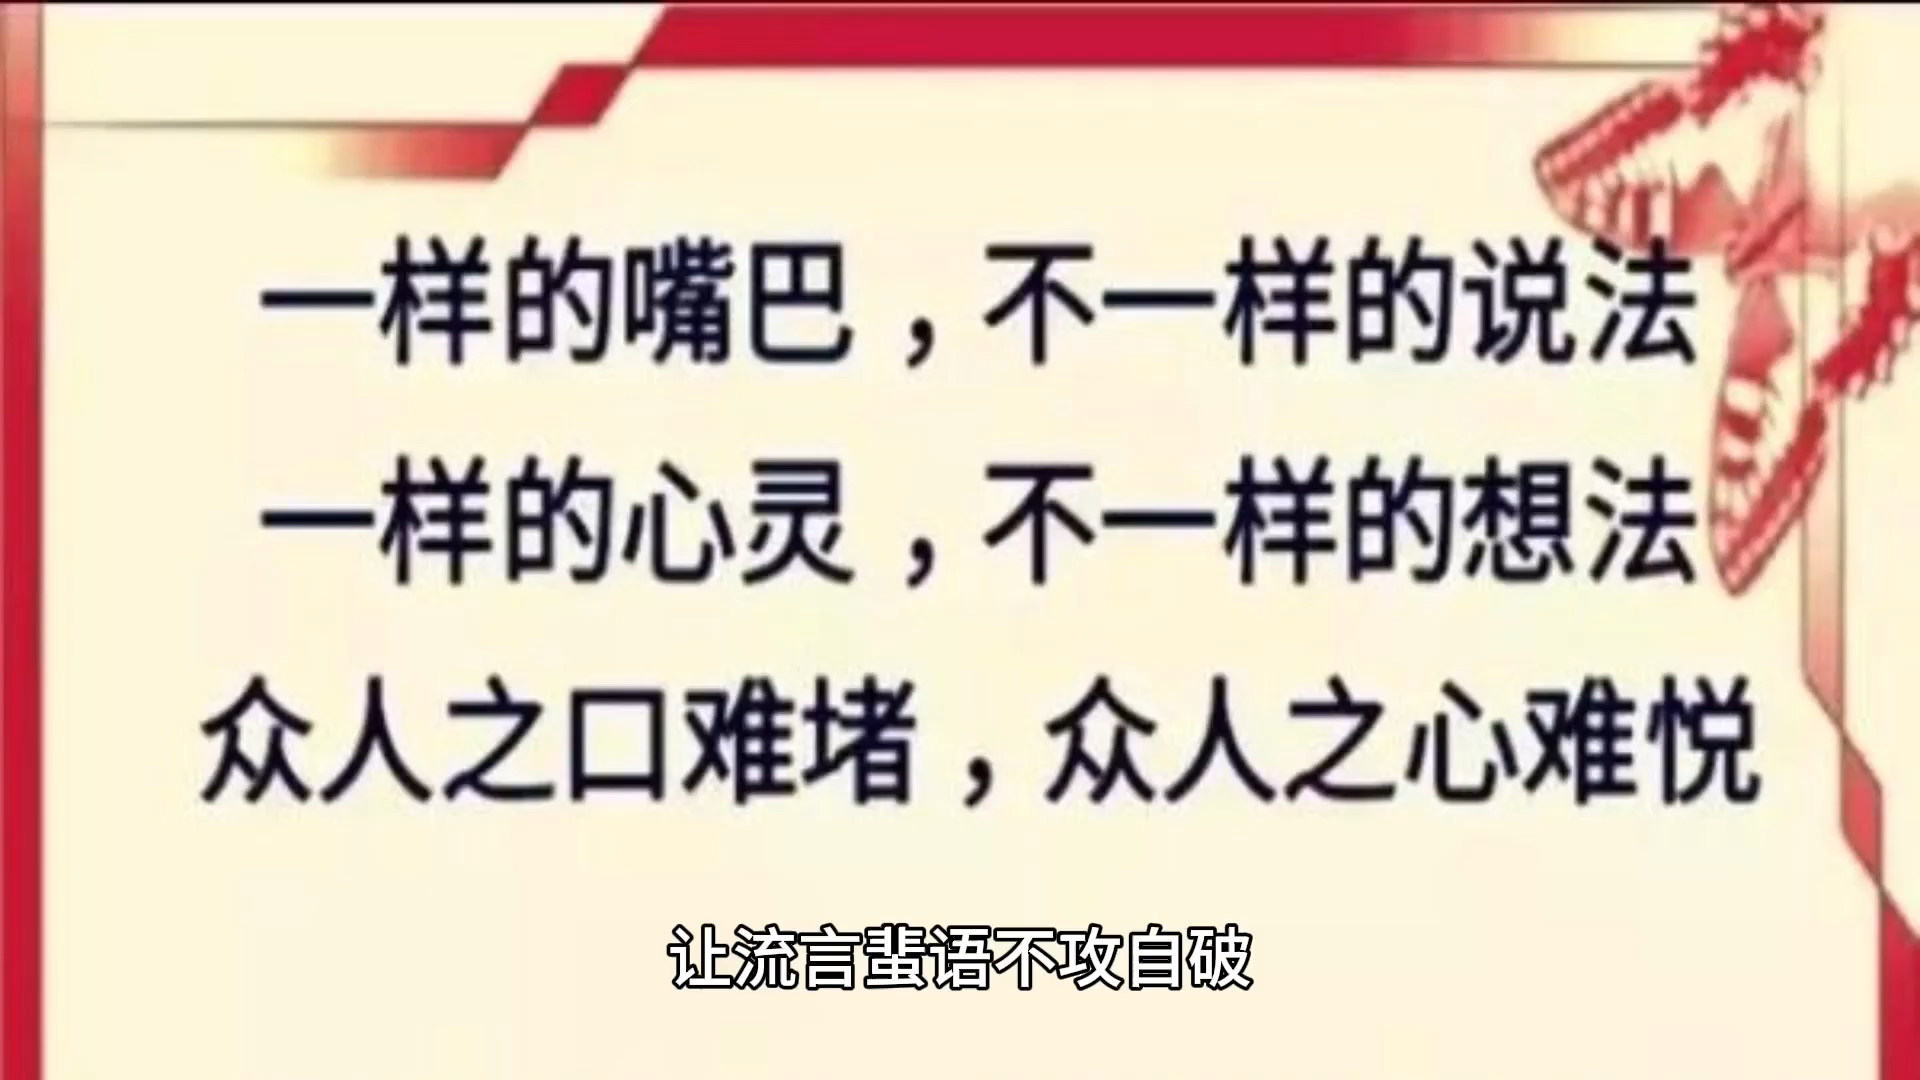 一样的嘴巴，不一样的说法
一样的心灵，不一样的想法
众人之口难堵，众人之心难悦
让流言蜚语不攻自破